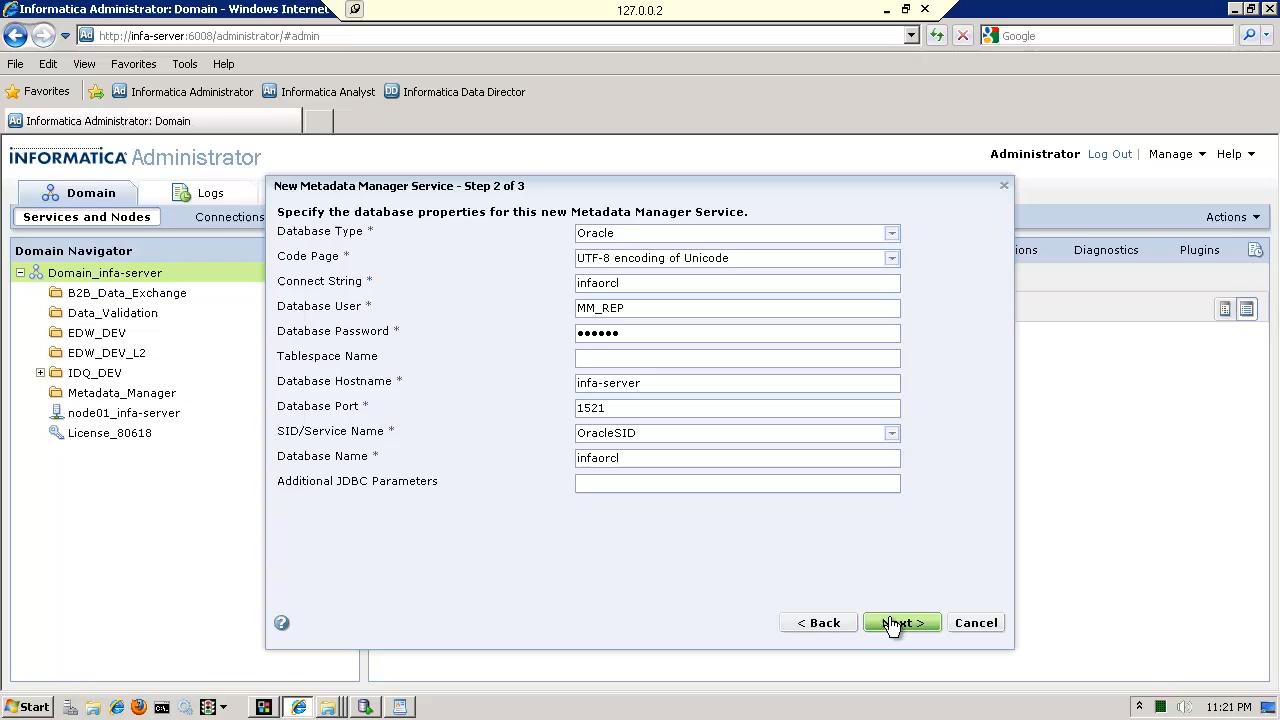 Informatica Administrator: Domain - Windows Internet
127.0.0.2
http://infa-server:6008/administrator/#admin
Google
File Edit View Favorites Tools Help
Favorites Informatica Administrator Informatica Analyst Informatica Data Director
Informatica Administrator: Domain
INFORMATICA Administrator
Administrator Log Out | Manage Help
Domain Logs
Services and Nodes Connections Actions
New Metadata Manager Service - Step 2 of 3
Specify the database properties for this new Metadata Manager Service.
Domain Navigator
Diagnostics Plugins
Domain_infa-server
B2B_Data_Exchange
Data_Validation
EDW_DEV
EDW_DEV_L2
IDQ_DEV
Metadata_Manager
node01_infa-server
License_80618
Database Type * Oracle
Code Page * UTF-8 encoding of Unicode
Connect String * infaorcl
Database User * MM_REP
Database Password * ••••••
Tablespace Name
Database Hostname * infa-server
Database Port * 1521
SID/Service Name * OracleSID
Database Name * infaorcl
Additional JDBC Parameters
< Back Next > Cancel
Start 11:21 PM